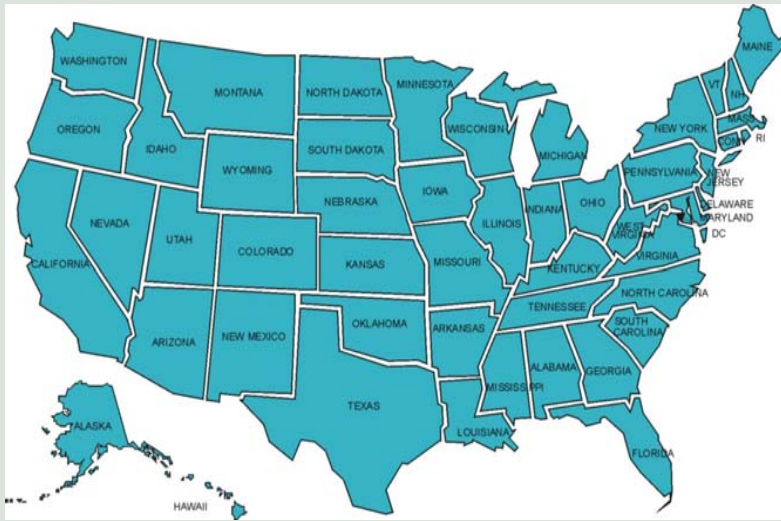 MAINE
WASHINGTON
MONTANA
NORTH DAKOTA
MINNESOTA
VT
NH
MASS
RI
CONN
OREGON
IDAHO
WYOMING
SOUTH DAKOTA
WISCONSIN
MICHIGAN
NEW YORK
PENNSYLVANIA
NEW
JERSEY
DELAWARE
MARYLAND
DC
NEVADA
UTAH
COLORADO
NEBRASKA
IOWA
ILLINOIS
INDIANA
OHIO
WEST
VIRGINIA
VIRGINIA
CALIFORNIA
KANSAS
MISSOURI
KENTUCKY
NORTH CAROLINA
TENNESSEE
SOUTH
CAROLINA
ARIZONA
NEW MEXICO
OKLAHOMA
ARKANSAS
MISSISSIPPI
ALABAMA
GEORGIA
TEXAS
LOUISIANA
FLORIDA
ALASKA
HAWAII